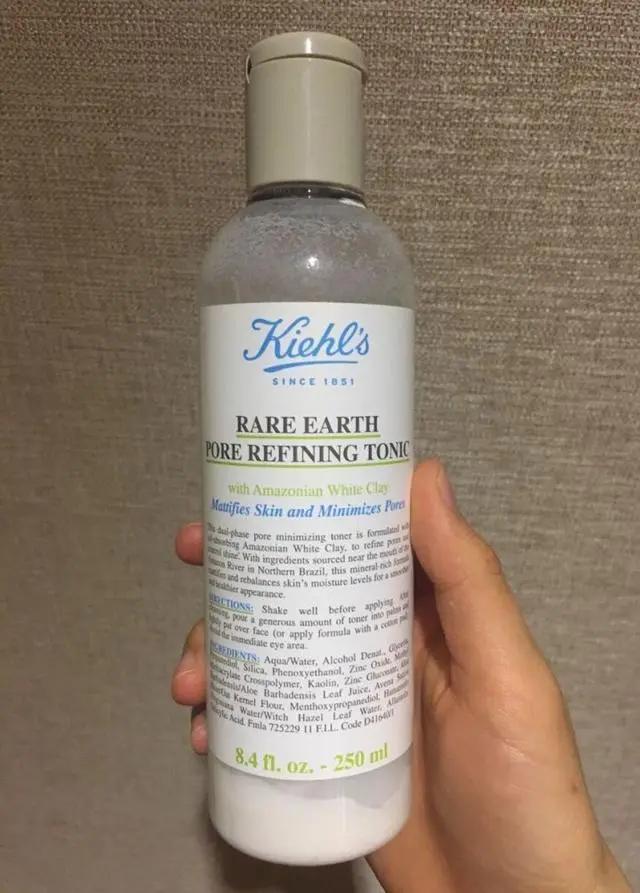 Kiehl's
SINCE 1851
RARE EARTH
PORE REFINING TONIC
with Amazonian White Clay
Mattifies Skin and Minimizes Pores
dual-phase pore minimizing toner is formulated with
oil-absorbing Amazonian White Clay, to refine pores and
control shine. With ingredients sourced near the mouth of the
Amazon River in Northern Brazil, this mineral-rich formula
and rebalances skin's moisture levels for a smoother
healthier appearance.
DIRECTIONS: Shake well before applying. After
pour a generous amount of toner into palms and
lightly pat over face (or apply formula with a cotton pad)
the immediate eye area.
INGREDIENTS: Aqua/Water, Alcohol Denat., Glycerin,
Silica, Phenoxyethanol, Zinc Oxide, Methyl
Crosspolymer, Kaolin, Zinc Gluconate,
Barbadensis/Aloe Barbadensis Leaf Juice, Avena
Kernel Flour, Menthoxypropanediol,
Water/Witch Hazel Leaf Water,
Acid. Fmla 725229 11 F.I.L. Code
8.4 fl. oz. - 250 ml